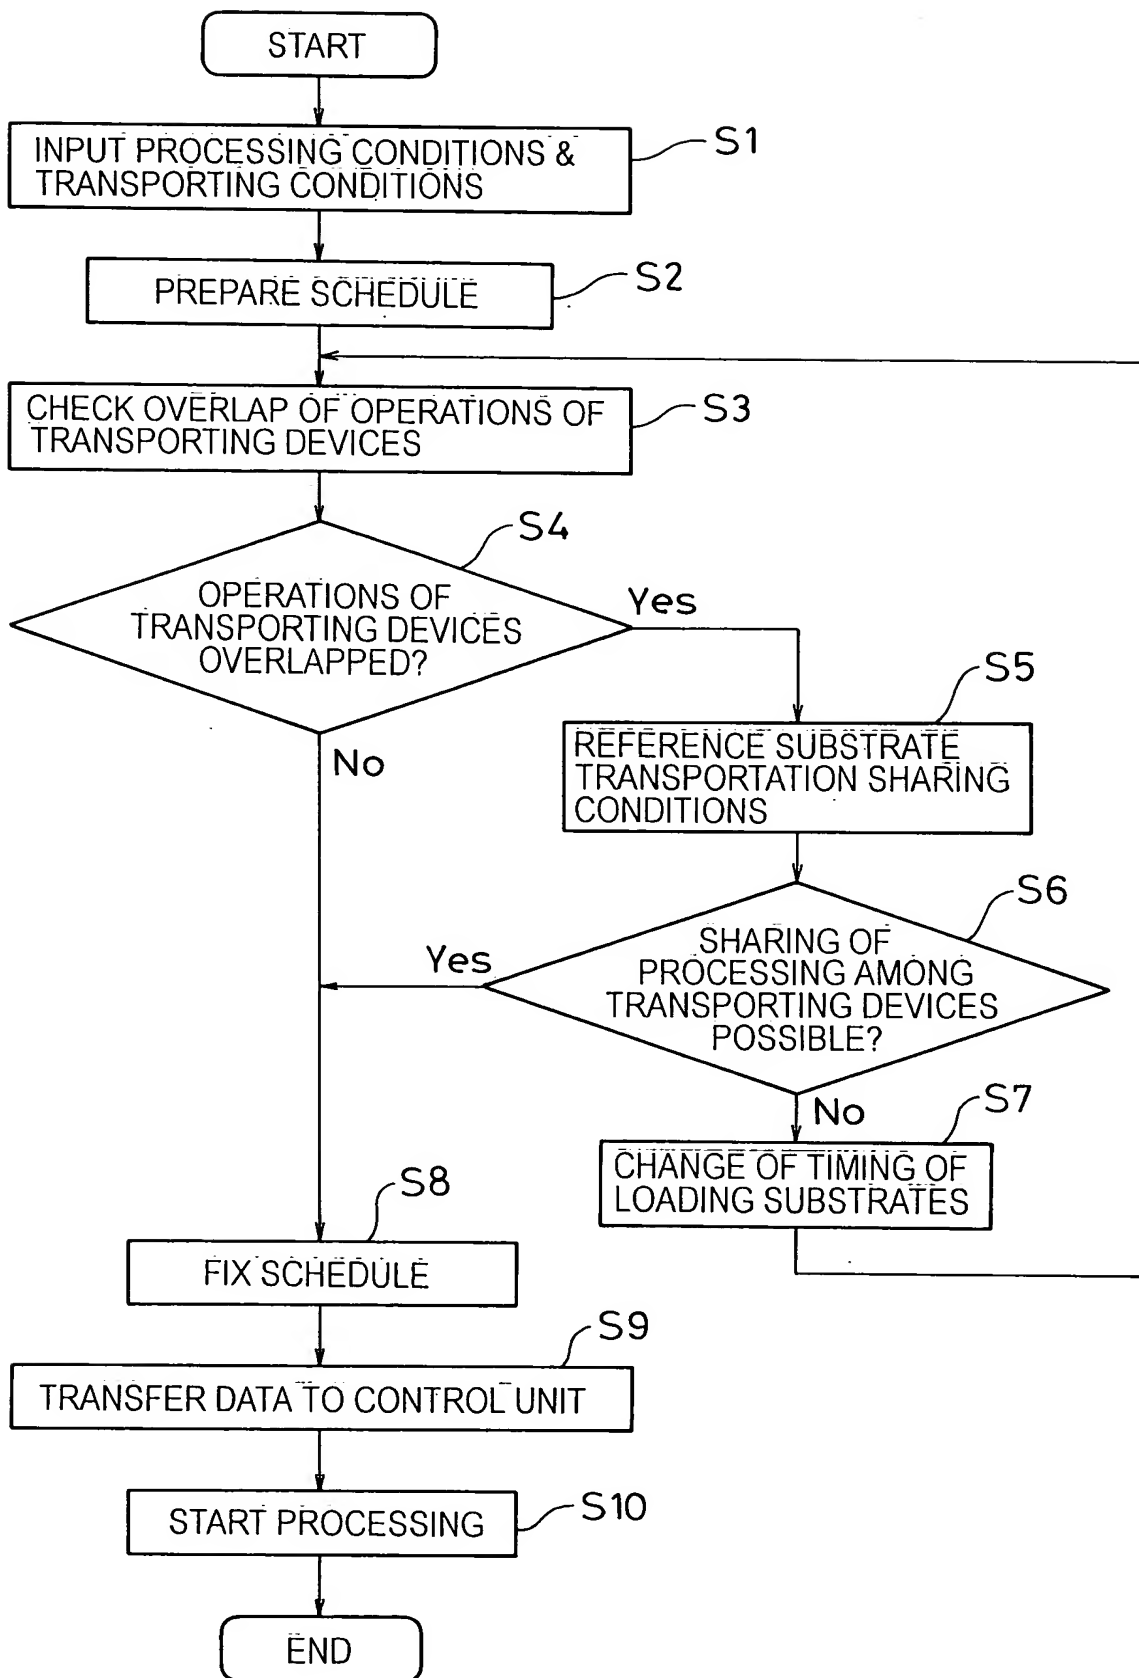 START
S1
INPUT PROCESSING CONDITIONS &
TRANSPORTING CONDITIONS
S2
PREPARE SCHEDULE
S3
CHECK OVERLAP OF OPERATIONS OF
TRANSPORTING DEVICES
S4
OPERATIONS OF
TRANSPORTING DEVICES
OVERLAPPED?
Yes
No
S5
REFERENCE SUBSTRATE
TRANSPORTATION SHARING
CONDITIONS
S6
SHARING OF
PROCESSING AMONG
TRANSPORTING DEVICES
POSSIBLE?
Yes
No
S7
CHANGE OF TIMING OF
LOADING SUBSTRATES
S8
FIX SCHEDULE
S9
TRANSFER DATA TO CONTROL UNIT
S10
START PROCESSING
END